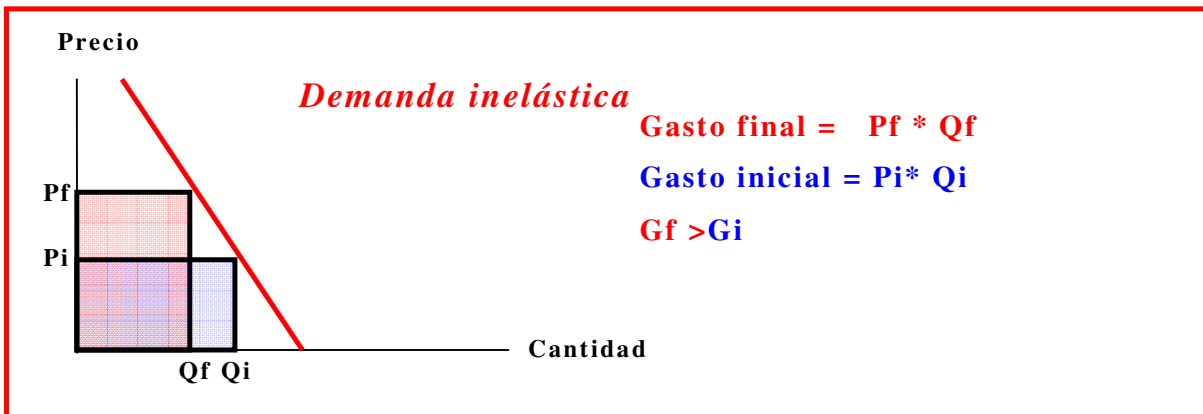 Precio
Demanda inelástica
Gasto final = Pf * Qf
Gasto inicial = Pi* Qi
Gf >Gi
Pf
Pi
Cantidad
Qf Qi